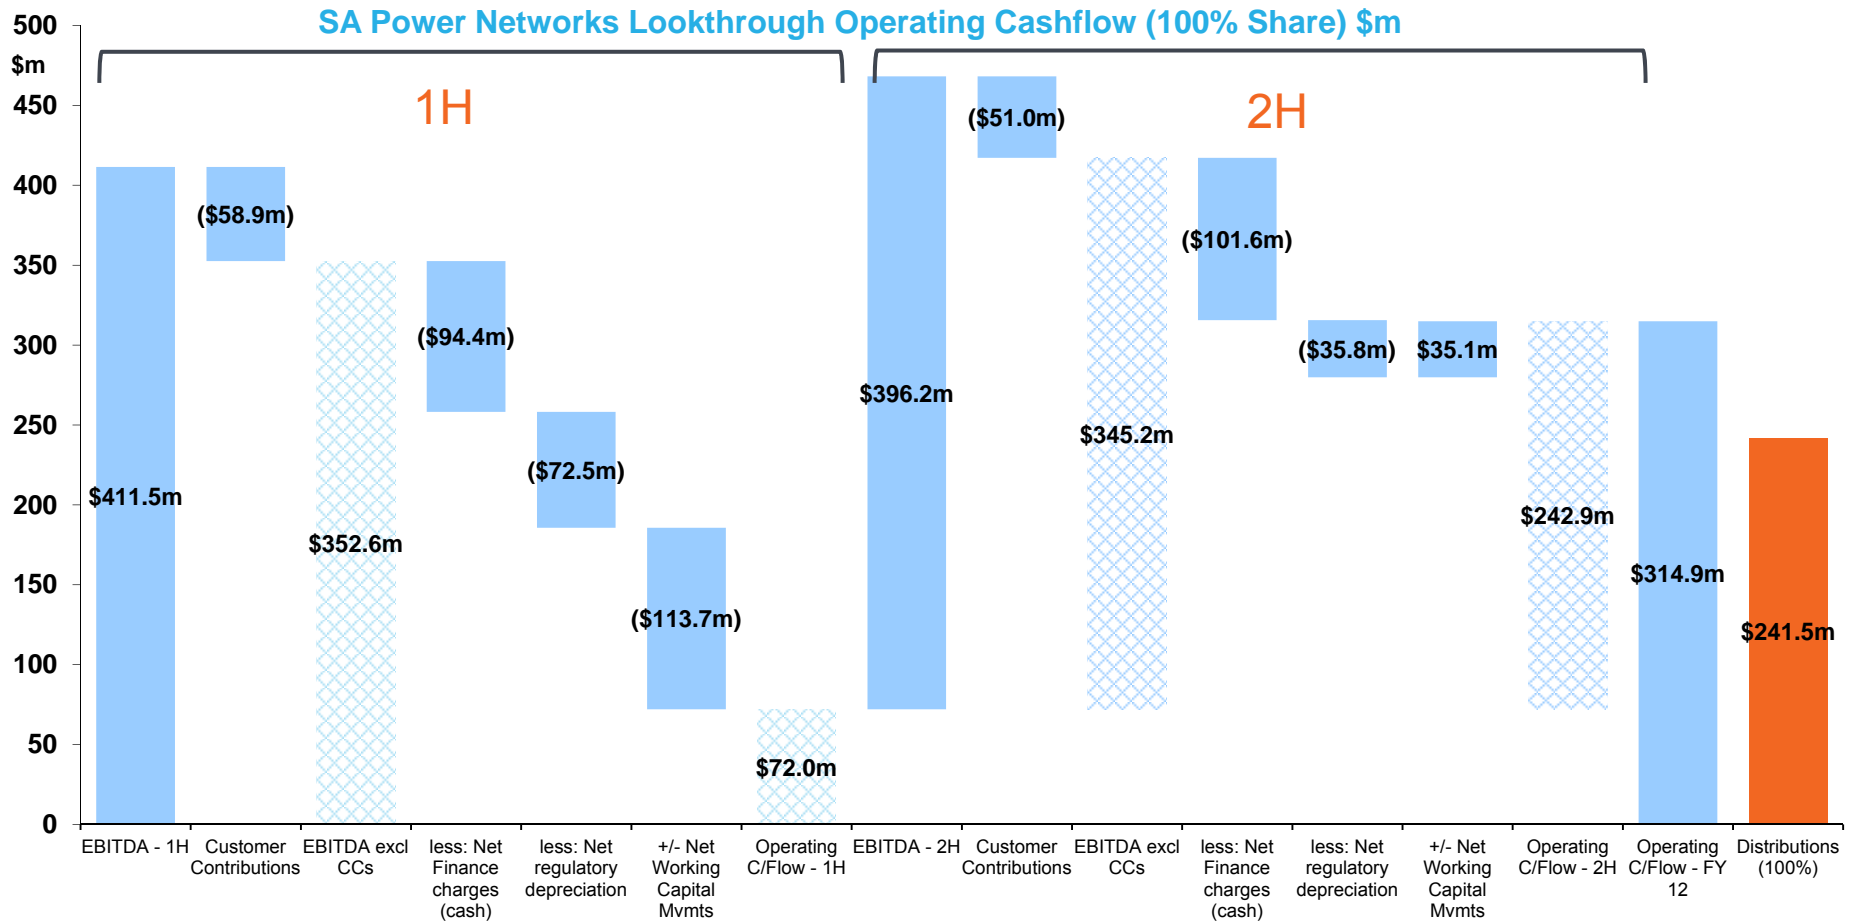 SA Power Networks Lookthrough Operating Cashflow (100% Share) $m
500
$m
450
400
350
300
250
200
150
100
50
0
1H
2H
$411.5m
($58.9m)
$352.6m
($94.4m)
($72.5m)
($113.7m)
$72.0m
$396.2m
($51.0m)
$345.2m
($101.6m)
($35.8m)
$35.1m
$242.9m
$314.9m
$241.5m
EBITDA - 1H
Customer
Contributions
EBITDA excl
CCs
less: Net
Finance
charges
(cash)
less: Net
regulatory
depreciation
+/- Net
Working
Capital
Mvmts
Operating
C/Flow - 1H
EBITDA - 2H
Customer
Contributions
EBITDA excl
CCs
less: Net
Finance
charges
(cash)
less: Net
regulatory
depreciation
+/- Net
Working
Capital
Mvmts
Operating
C/Flow - 2H
Operating
C/Flow - FY
12
Distributions
(100%)